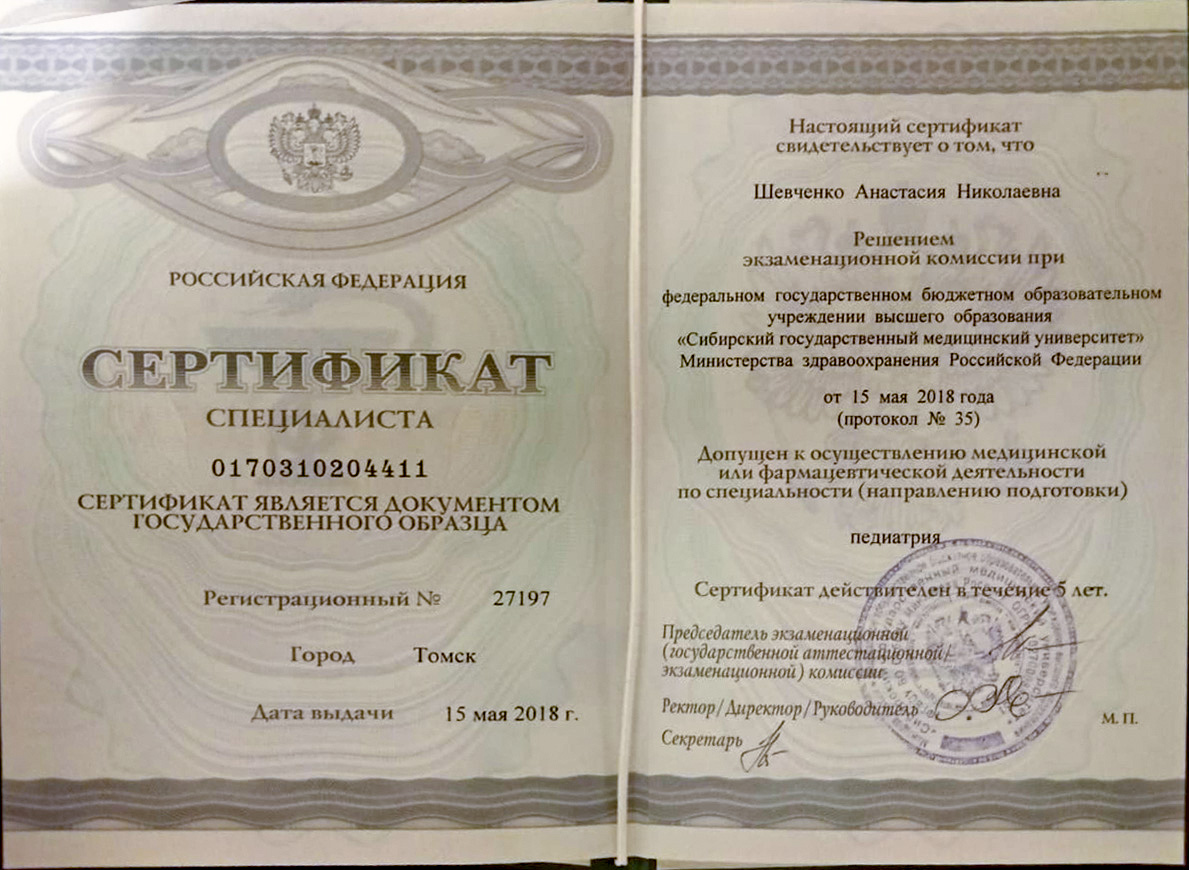 РОССИЙСКАЯ ФЕДЕРАЦИЯ
СЕРТИФИКАТ
СПЕЦИАЛИСТА
0170310204411
СЕРТИФИКАТ ЯВЛЯЕТСЯ ДОКУМЕНТОМ
ГОСУДАРСТВЕННОГО ОБРАЗЦА
Регистрационный № 27197
Город Томск
Дата выдачи 15 мая 2018 г.
Настоящий сертификат
свидетельствует о том, что
Шевченко Анастасия Николаевна
Решением
экзаменационной комиссии при
федеральном государственном бюджетном образовательном
учреждении высшего образования
«Сибирский государственный медицинский университет»
Министерства здравоохранения Российской Федерации
от 15 мая 2018 года
(протокол № 35)
Допущен к осуществлению медицинской
или фармацевтической деятельности
по специальности (направлению подготовки)
педиатрия
Сертификат действителен в течение 5 лет.
Председатель экзаменационной
(государственной аттестационной/
экзаменационной) комиссии
Ректор/Директор/Руководитель
Секретарь
М. П.